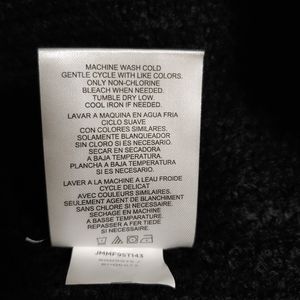 MACHINE WASH COLD
GENTLE CYCLE WITH LIKE COLORS.
ONLY NON-CHLORINE
BLEACH WHEN NEEDED.
TUMBLE DRY LOW.
COOL IRON IF NEEDED.
LAVAR A MAQUINA EN AGUA FRIA
CICLO SUAVE
CON COLORES SIMILARES.
SOLAMENTE BLANQUEADOR
SIN CLORO SI ES NECESARIO.
SECAR EN SECADORA
A BAJA TEMPERATURA.
PLANCHA A BAJA TEMPERATURA
SI ES NECESARIO.
LAVER A LA MACHINE A L'EAU FROIDE
CYCLE DELICAT
AVEC COULEURS SIMILAIRES.
SEULEMENT AGENT DE BLANCHIMENT
SANS CHLORE SI NECESSAIRE.
SECHAGE EN MACHINE
A BASSE TEMPARATURE.
REPASSER A FER TIEDE
SI NECESSAIRE.
JMMF95T143